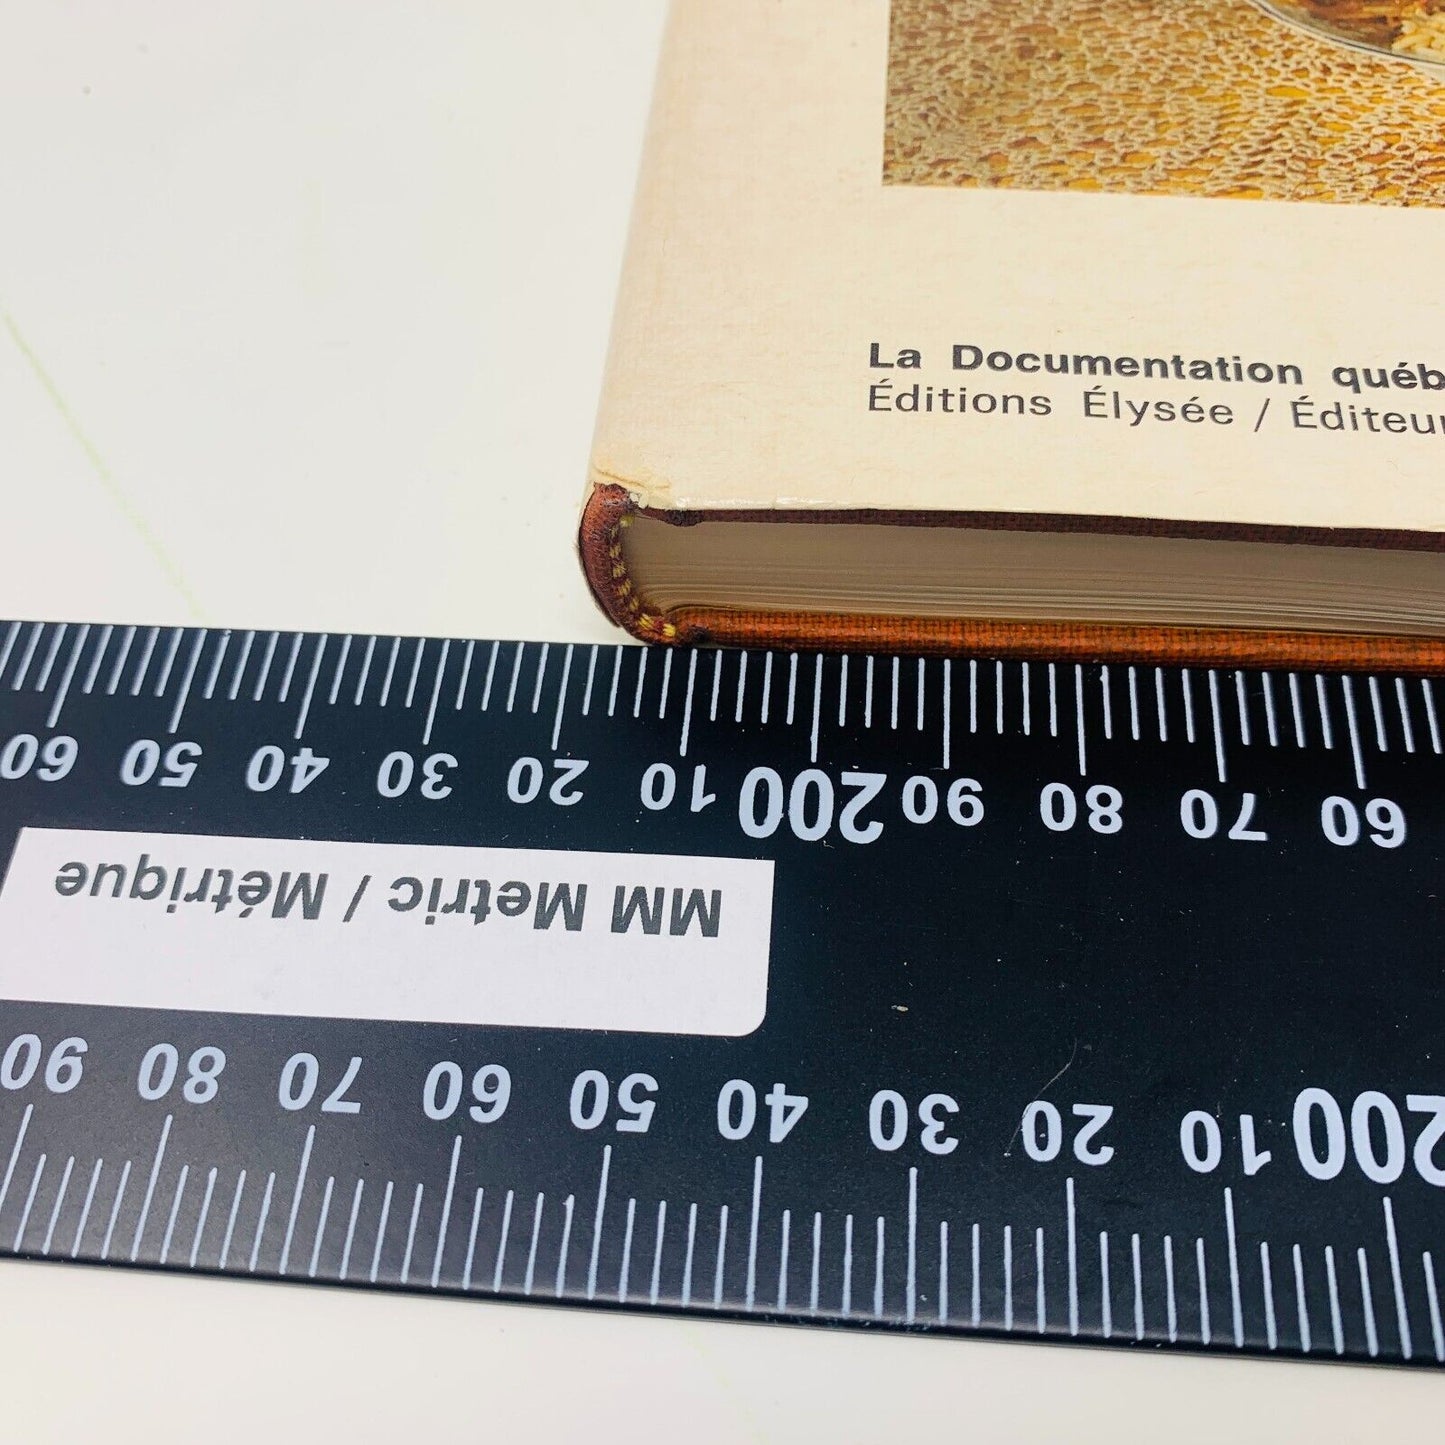 La Documentation québ
Éditions Élysée / Éditeu
200 10 20 30 40 50 60 70 80 90
MM Metric / Métrique
60 70 80 90 200 10 20 30 40 50 60